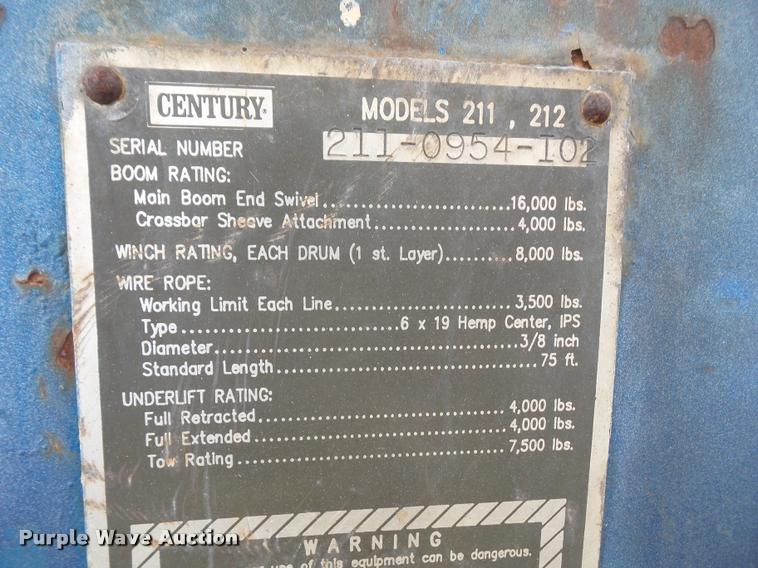 CENTURY® MODELS 211 , 212
SERIAL NUMBER 211-0954-I02
BOOM RATING:
Main Boom End Swivel 16,000 lbs.
Crossbar Sheave Attachment 4,000 lbs.
WINCH RATING, EACH DRUM (1 st. Layer) 8,000 lbs.
WIRE ROPE:
Working Limit Each Line 3,500 lbs.
Type 6 x 19 Hemp Center, IPS
Diameter 3/8 inch
Standard Length 75 ft.
UNDERLIFT RATING:
Full Retracted 4,000 lbs.
Full Extended 4,000 lbs.
Tow Rating 7,500 lbs.
WARNING
use of this equipment can be dangerous.
Purple Wave Auction